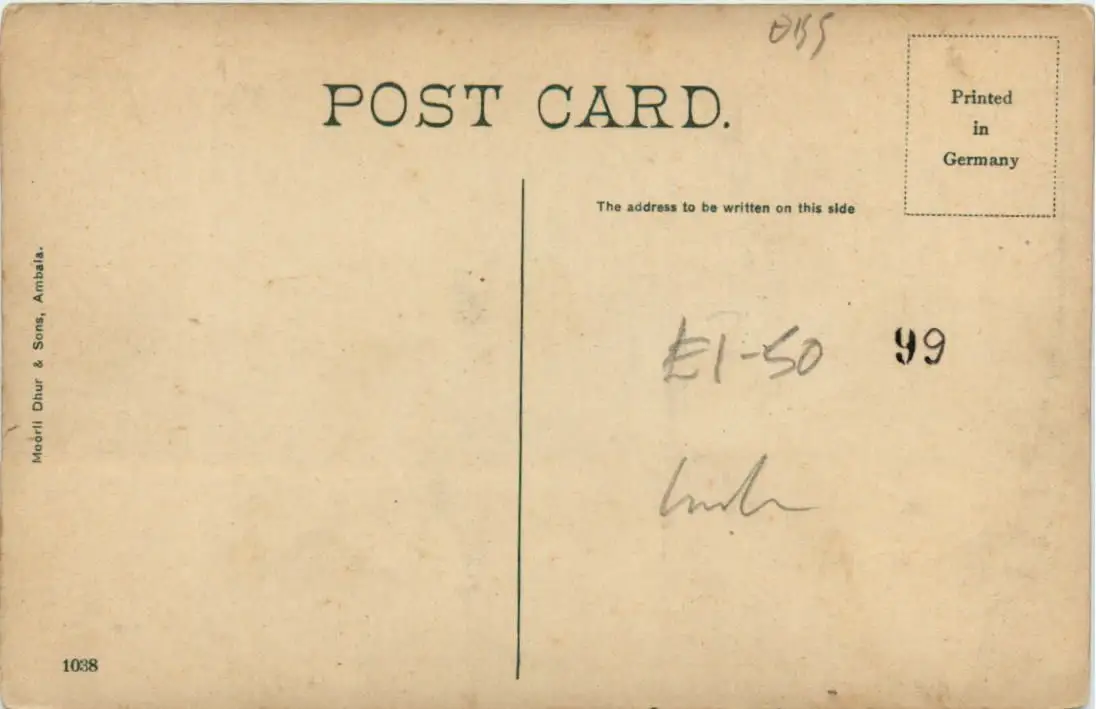 POST CARD.
Printed
in
Germany
The address to be written on this side
Moorli Dhur & Sons, Ambala.
£1-50
99
India
1038